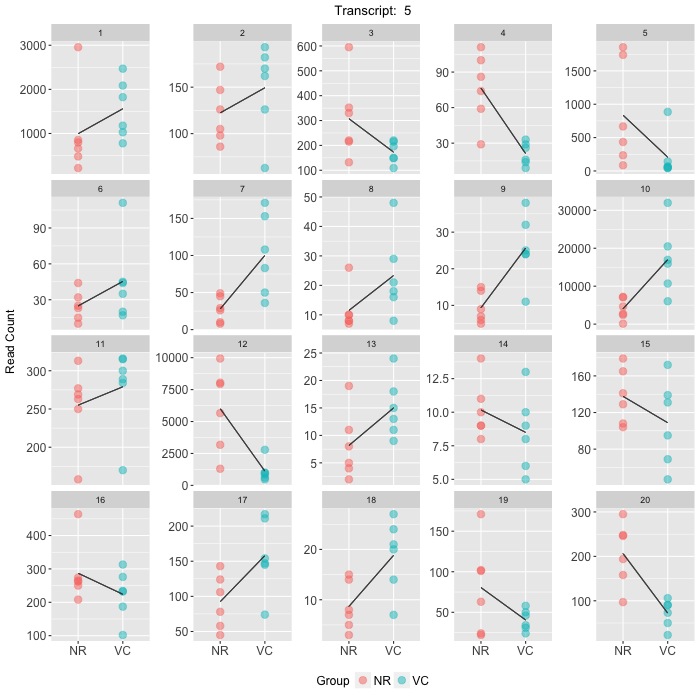 Transcript: 5
1 2 3 4 5
3000 2000 1000
150 100
600 500 400 300 200 100
90 60 30
1500 1000 500 0
6 7 8 9 10
90 60 30
150 100 50 0
50 40 30 20 10
30 20 10
30000 20000 10000 0
11 12 13 14 15
300 250 200
10000 7500 5000 2500 0
25 20 15 10 5
12.5 10.0 7.5 5.0
160 120 80
16 17 18 19 20
400 300 200 100
200 150 100 50
20 10
150 100 50
300 200 100
NR VC NR VC NR VC NR VC NR VC
Read Count
Group NR VC